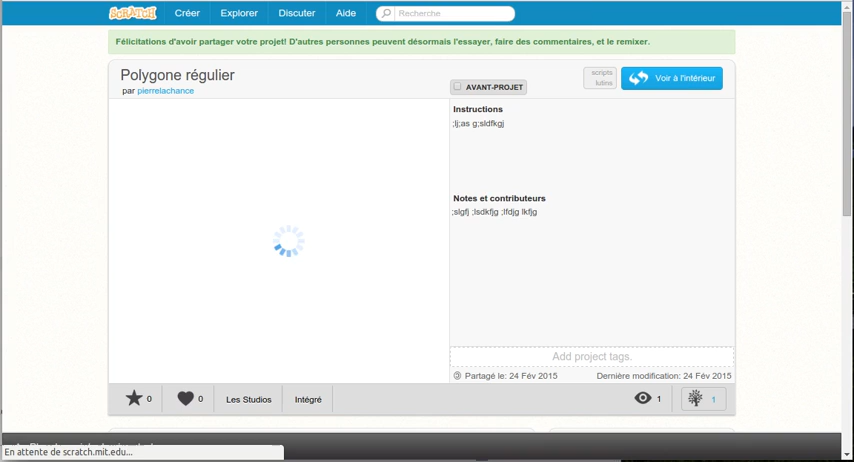 SCRATCH Créer Explorer Discuter Aide Recherche
Félicitations d'avoir partager votre projet! D'autres personnes peuvent désormais l'essayer, faire des commentaires, et le remixer.
Polygone régulier
par pierrelachance
AVANT-PROJET
scripts
lutins
Voir à l'intérieur
Instructions
;lj;as g;sldfkgj
Notes et contributeurs
;slgfj ;lsdkfjg ;lfdjg lkfjg
Add project tags.
Partagé le: 24 Fév 2015 Dernière modification: 24 Fév 2015
0 0 Les Studios Intégré 1 1
En attente de scratch.mit.edu...